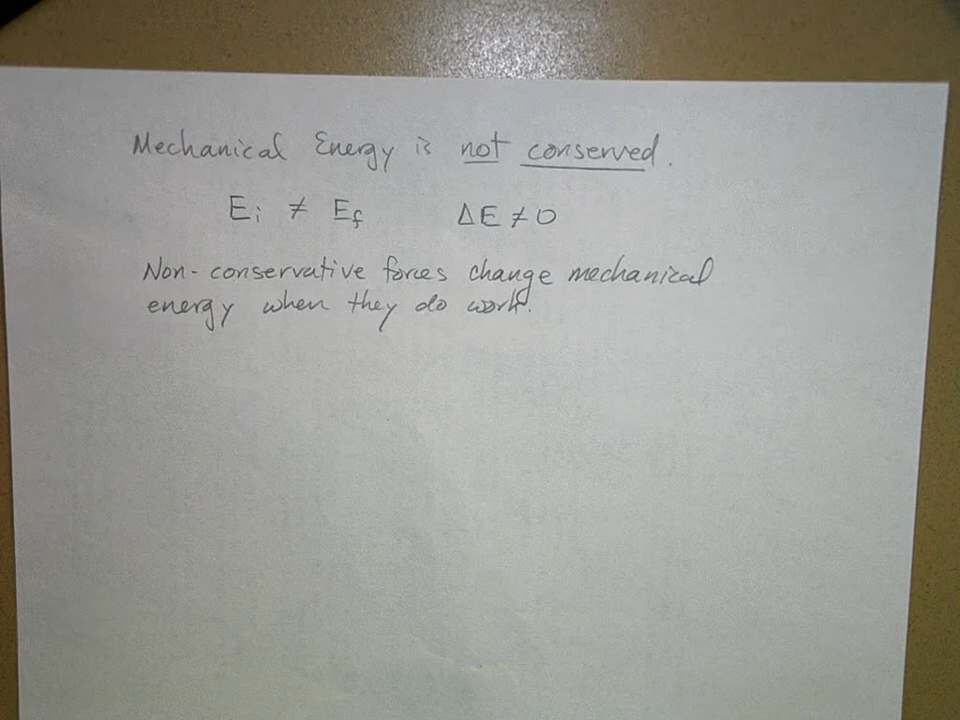 Mechanical Energy is not conserved.
Ei ≠ Ef ΔE ≠ 0
Non-conservative forces change mechanical
energy when they do work.